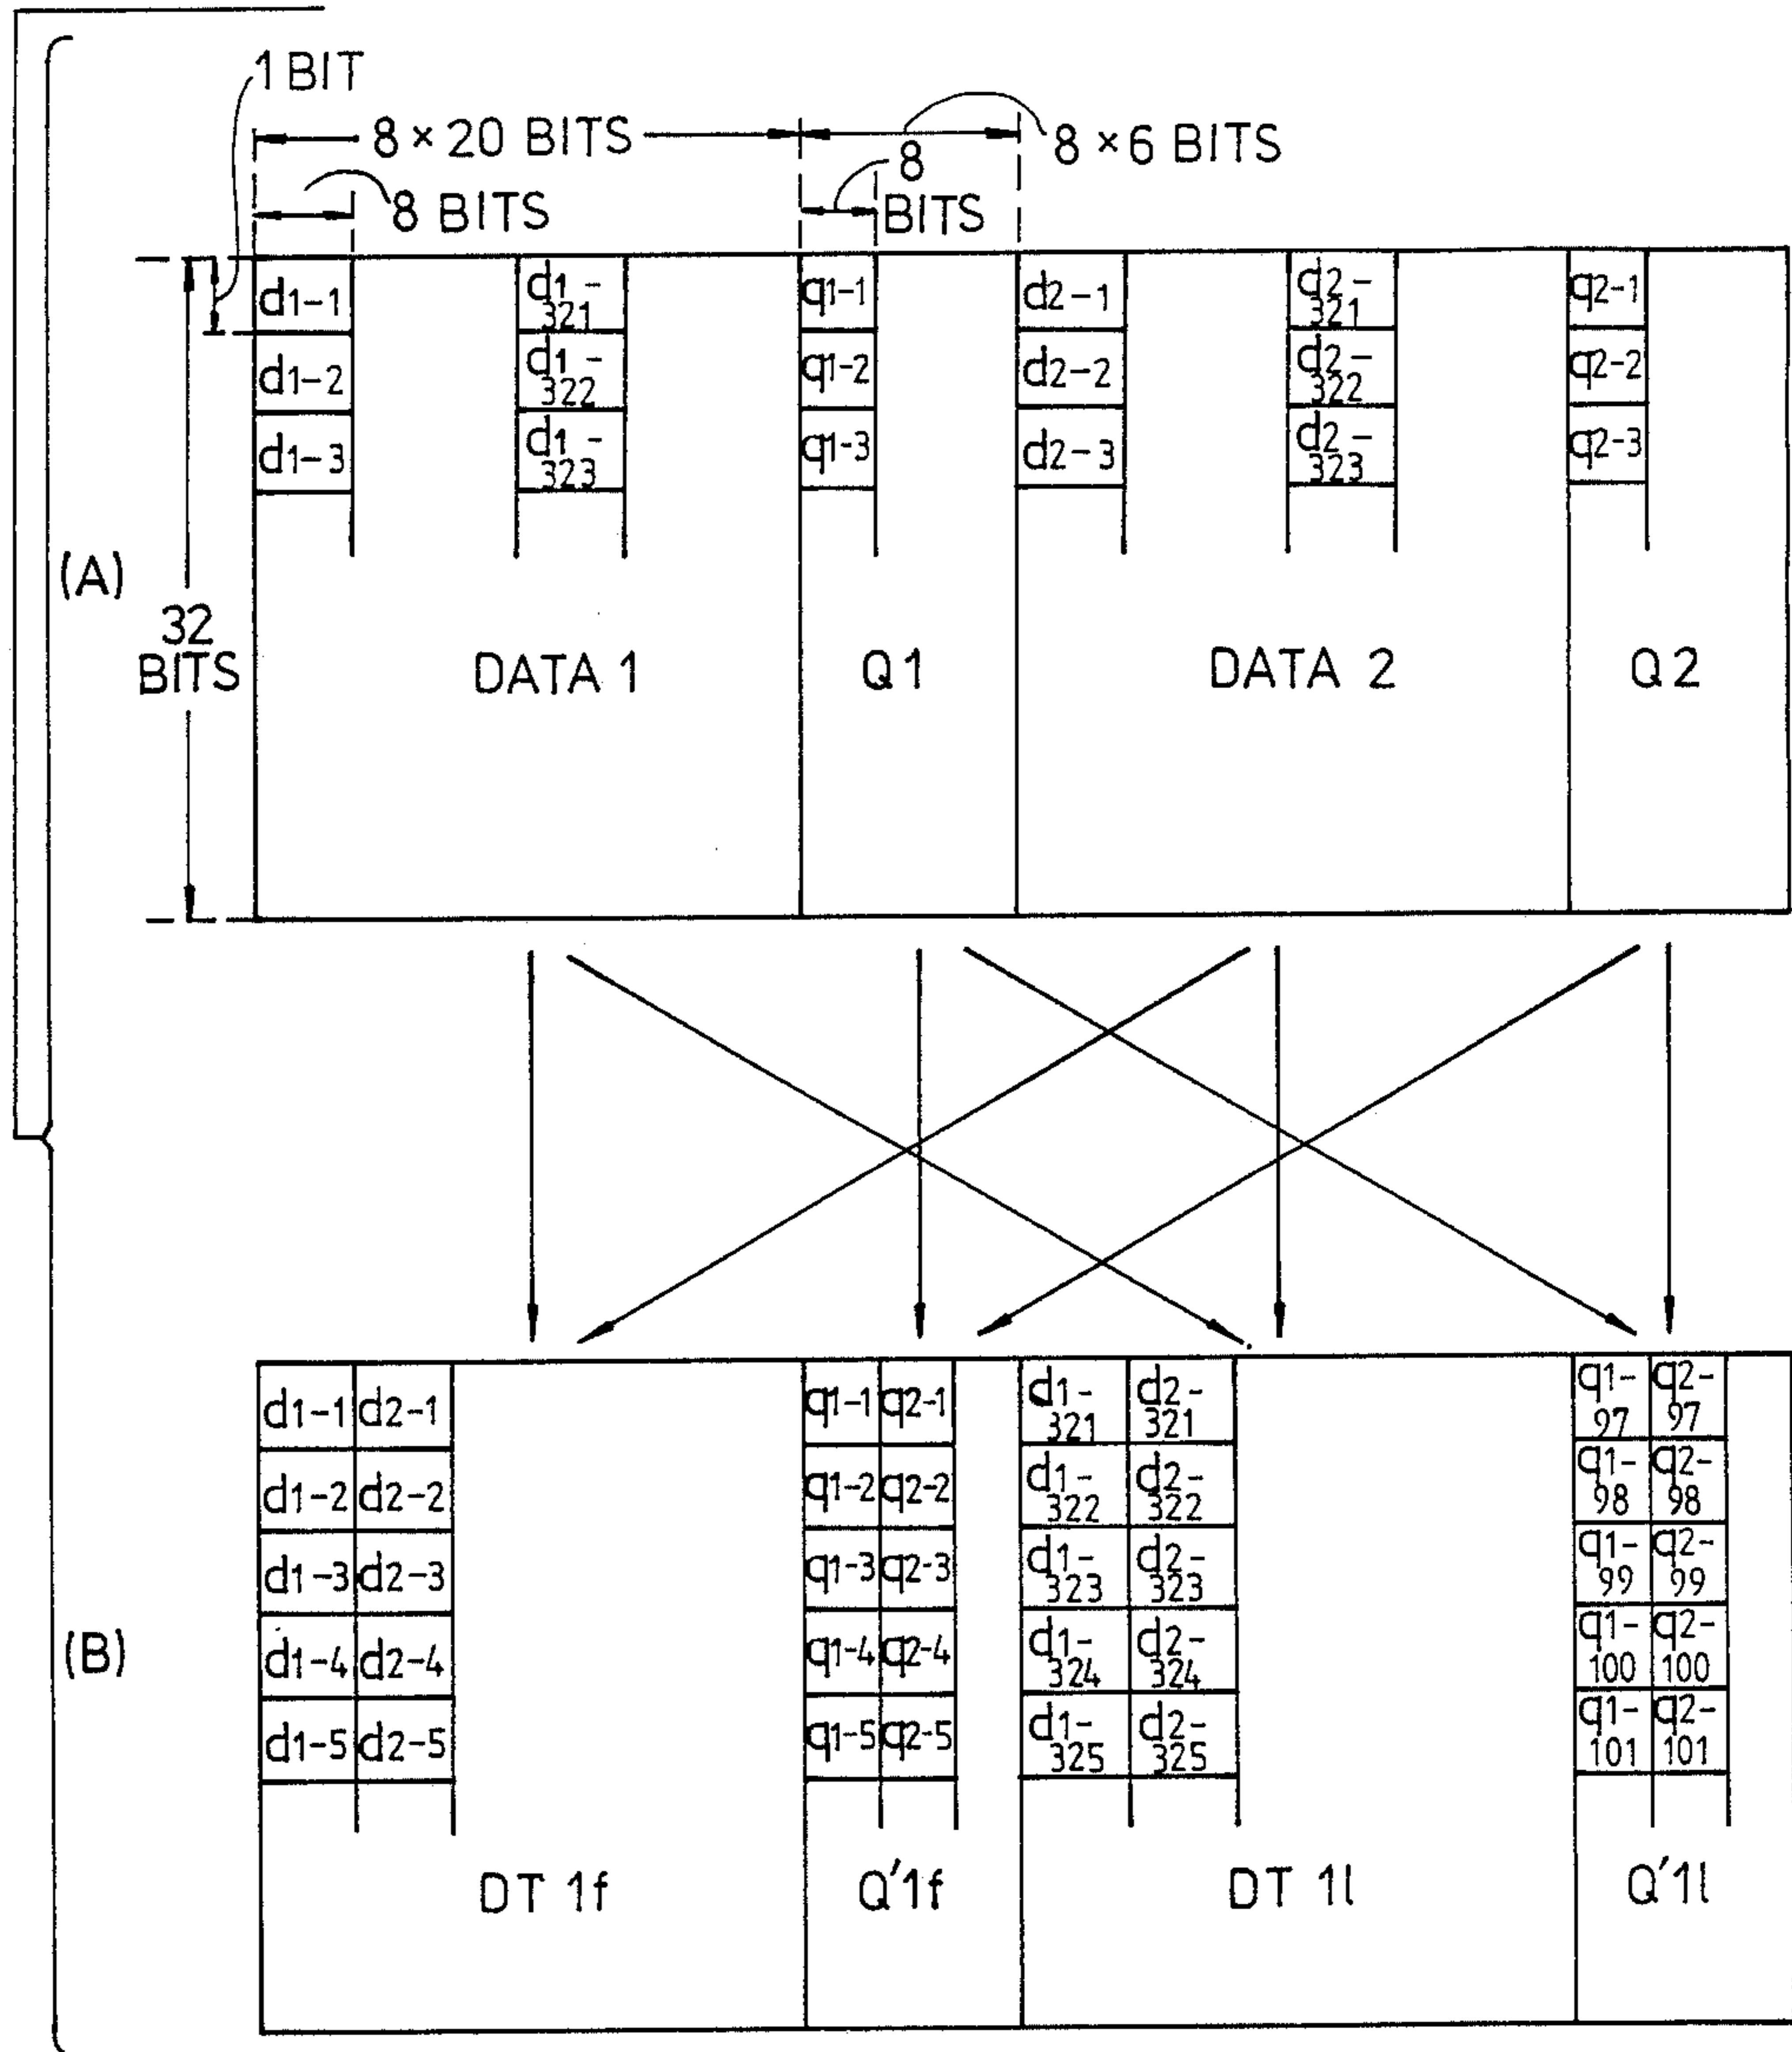 1 BIT
8 × 20 BITS
8 × 6 BITS
8 BITS
8 BITS
d1-1 d1-321 q1-1 d2-1 d2-321 q2-1
d1-2 d1-322 q1-2 d2-2 d2-322 q2-2
d1-3 d1-323 q1-3 d2-3 d2-323 q2-3
(A)
32 BITS
DATA 1 Q1 DATA 2 Q2
d1-1 d2-1 q1-1 q2-1 d1-321 d2-321 q1-97 q2-97
d1-2 d2-2 q1-2 q2-2 d1-322 d2-322 q1-98 q2-98
d1-3 d2-3 q1-3 q2-3 d1-323 d2-323 q1-99 q2-99
(B)
d1-4 d2-4 q1-4 q2-4 d1-324 d2-324 q1-100 q2-100
d1-5 d2-5 q1-5 q2-5 d1-325 d2-325 q1-101 q2-101
DT 1f Q'1f DT 1l Q'1l